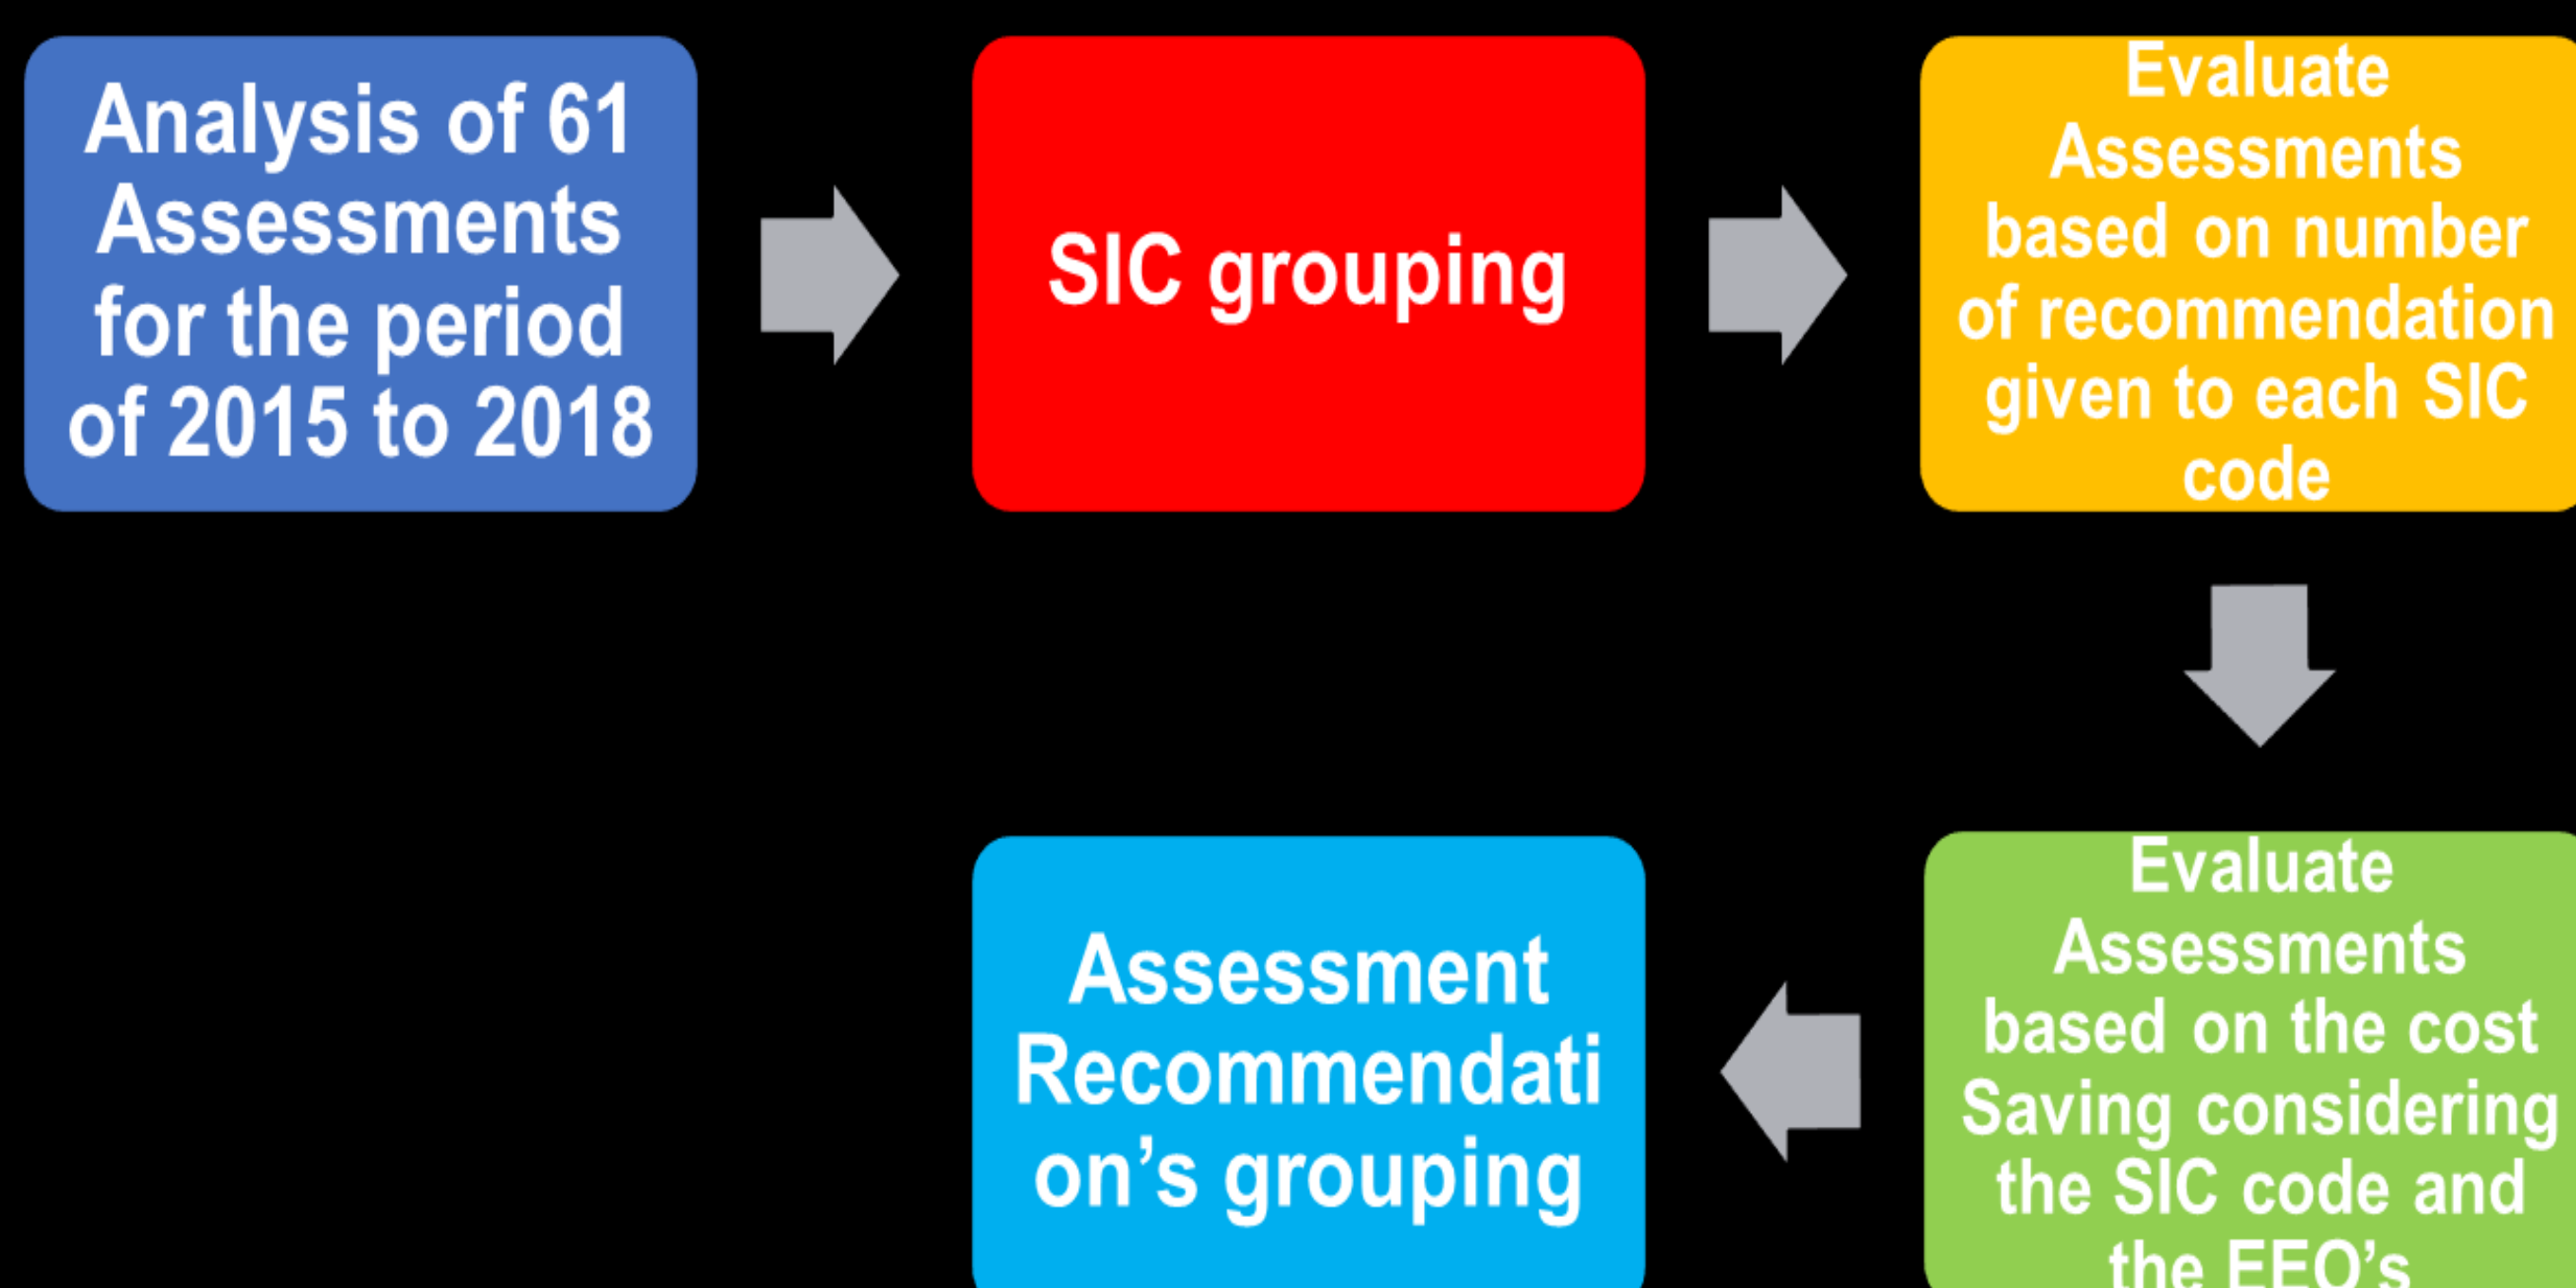 Analysis of 61
Assessments
for the period
of 2015 to 2018
SIC grouping
Evaluate
Assessments
based on number
of recommendation
given to each SIC
code
Evaluate
Assessments
based on the cost
Saving considering
the SIC code and
the EEO’s
Assessment
Recommendati
on’s grouping